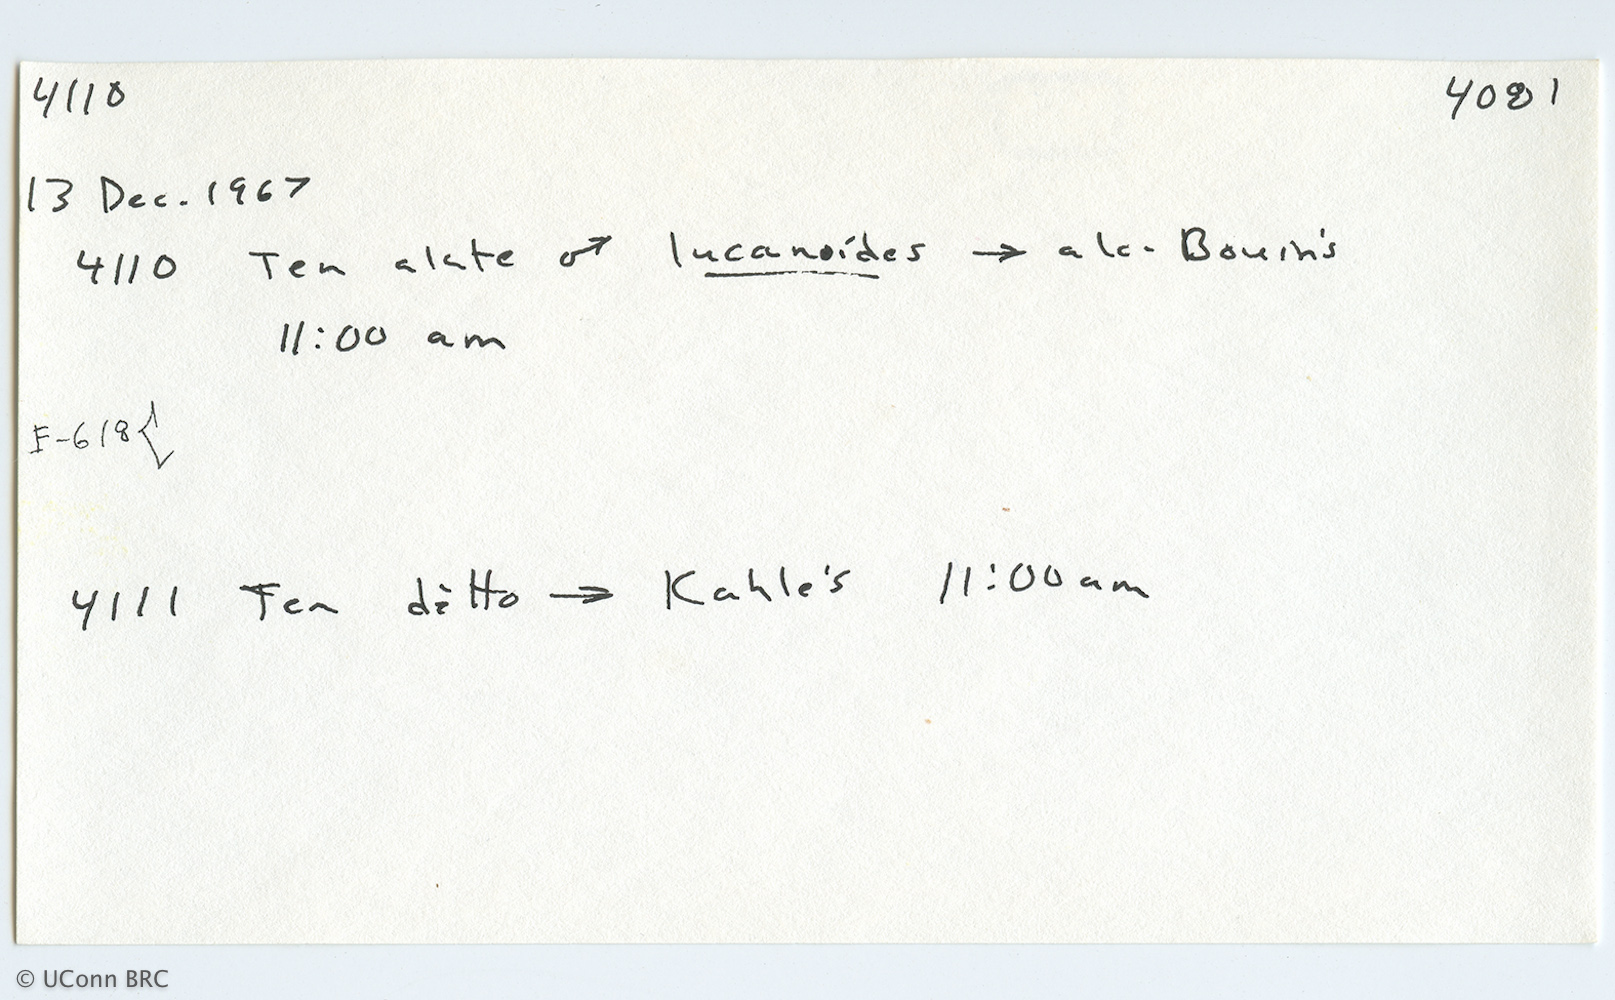 4110 4081
13 Dec. 1967
4110 Ten alate ♂ lucanoides → alc. Bouin's
11:00 am
F-618 {
4111 Ten ditto → Kahle's 11:00 am
© UConn BRC